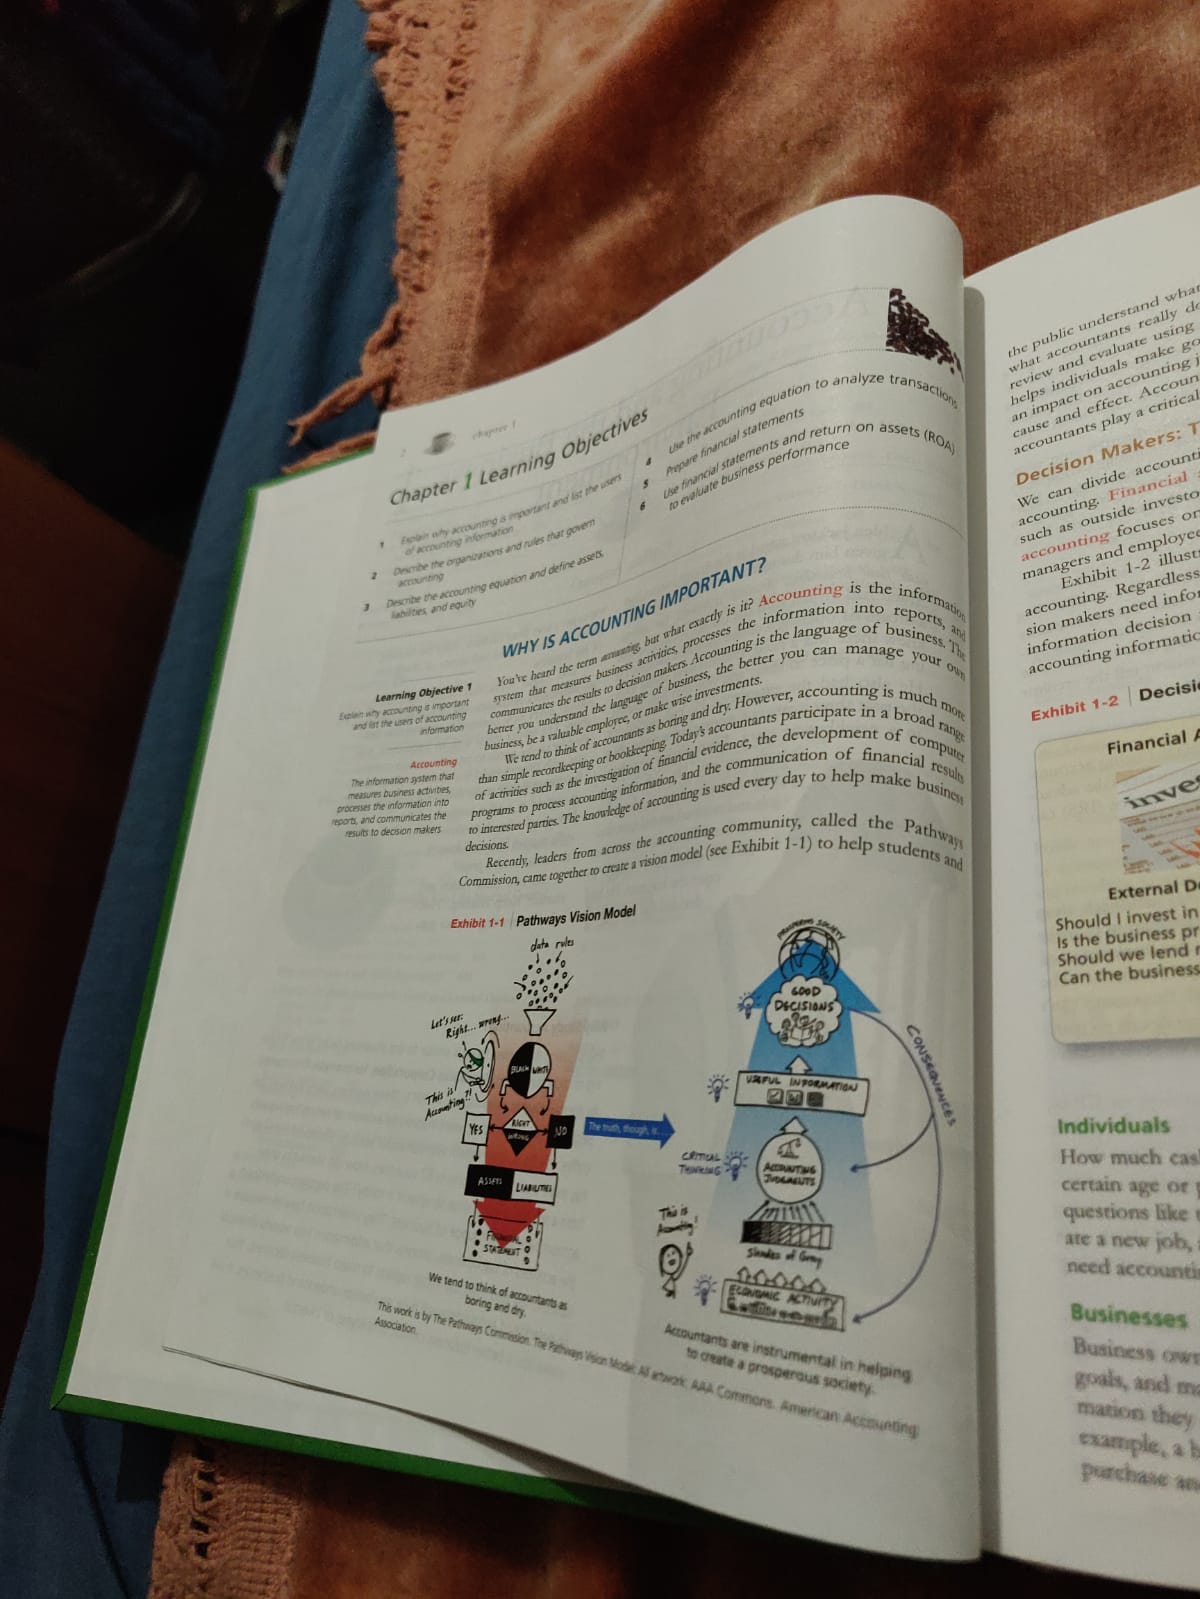 chapter 1
Chapter 1 Learning Objectives
1 Explain why accounting is important and list the users
of accounting information
2 Describe the organizations and rules that govern
accounting
3 Describe the accounting equation and define assets,
liabilities, and equity
4 Use the accounting equation to analyze transactions
5 Prepare financial statements
6 Use financial statements and return on assets (ROA)
to evaluate business performance
WHY IS ACCOUNTING IMPORTANT?
Learning Objective 1
Explain why accounting is important
and list the users of accounting
information
Accounting
The information system that
measures business activities,
processes the information into
reports, and communicates the
results to decision makers.
You've heard the term accounting, but what exactly is it? Accounting is the information
system that measures business activities, processes the information into reports, and
communicates the results to decision makers. Accounting is the language of business. The
better you understand the language of business, the better you can manage your own
business, be a valuable employee, or make wise investments.
We tend to think of accountants as boring and dry. However, accounting is much more
than simple recordkeeping or bookkeeping. Today's accountants participate in a broad range
of activities such as the investigation of financial evidence, the development of computer
programs to process accounting information, and the communication of financial results
to interested parties. The knowledge of accounting is used every day to help make business
decisions.
Recently, leaders from across the accounting community, called the Pathways
Commission, came together to create a vision model (see Exhibit 1-1) to help students and
Exhibit 1-1 | Pathways Vision Model
data rules
Let's see:
Right... wrong...
This is
Accounting?!
BLACK WHITE
YES
RIGHT
WRONG
NO
ASSETS LIABILITIES
FINANCIAL
STATEMENT
We tend to think of accountants as
boring and dry.
The truth, though, is....
PROSPEROUS SOCIETY
GOOD
DECISIONS
USEFUL INFORMATION
CONSEQUENCES
CRITICAL
THINKING
ACCOUNTING
JUDGMENTS
This is
Accounting!
Shades of Gray
ECONOMIC ACTIVITY
Accountants are instrumental in helping
to create a prosperous society.
This work is by The Pathways Commission. The Pathways Vision Model: All artwork: AAA Commons. American Accounting
Association.
the public understand what
what accountants really do
review and evaluate using
helps individuals make go
an impact on accounting j
cause and effect. Accoun
accountants play a critical
Decision Makers: T
We can divide accounti
accounting. Financial a
such as outside investo
accounting focuses on
managers and employee
Exhibit 1-2 illust
accounting. Regardless
sion makers need infor
information decision
accounting informatio
Exhibit 1-2 | Decisio
Financial A
inve
External De
Should I invest in
Is the business pr
Should we lend m
Can the business
Individuals
How much cas
certain age or
questions like
ate a new job,
need accounti
Businesses
Business own
goals, and ma
mation they
example, a b
purchase an